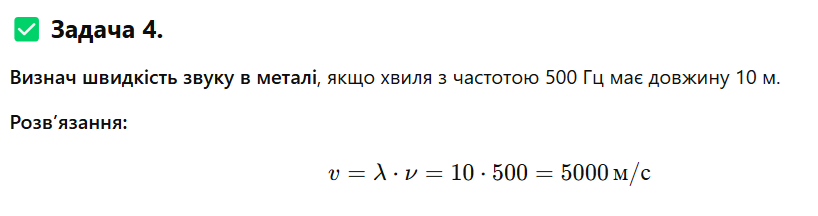 ✅ Задача 4.
Визнач швидкість звуку в металі, якщо хвиля з частотою 500 Гц має довжину 10 м.
Розв’язання:
v = λ · ν = 10 · 500 = 5000 м/с